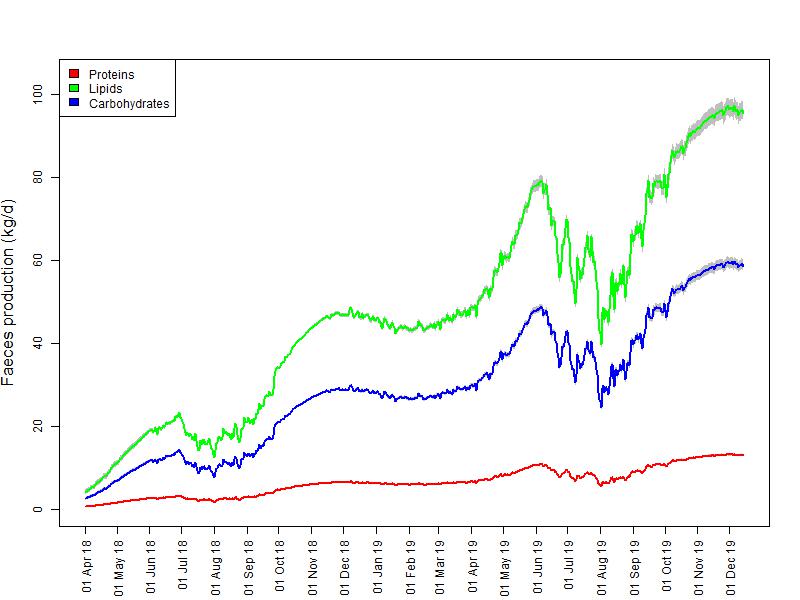 Proteins
Lipids
Carbohydrates
Faeces production (kg/d)
100
80
60
40
20
0
01 Apr 18
01 May 18
01 Jun 18
01 Jul 18
01 Aug 18
01 Sep 18
01 Oct 18
01 Nov 18
01 Dec 18
01 Jan 19
01 Feb 19
01 Mar 19
01 Apr 19
01 May 19
01 Jun 19
01 Jul 19
01 Aug 19
01 Sep 19
01 Oct 19
01 Nov 19
01 Dec 19